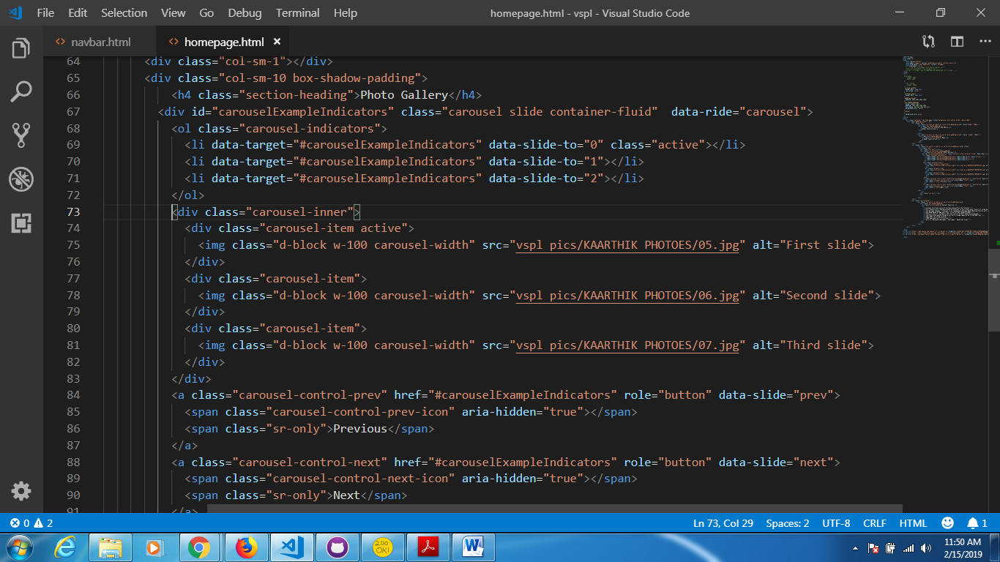 File Edit Selection View Go Debug Terminal Help homepage.html - vspl - Visual Studio Code
<> navbar.html <> homepage.html ×
64 <div class="col-sm-1"></div>
65 <div class="col-sm-10 box-shadow-padding">
66 <h4 class="section-heading">Photo Gallery</h4>
67 <div id="carouselExampleIndicators" class="carousel slide container-fluid"  data-ride="carousel">
68 <ol class="carousel-indicators">
69 <li data-target="#carouselExampleIndicators" data-slide-to="0" class="active"></li>
70 <li data-target="#carouselExampleIndicators" data-slide-to="1"></li>
71 <li data-target="#carouselExampleIndicators" data-slide-to="2"></li>
72 </ol>
73 <div class="carousel-inner">
74 <div class="carousel-item active">
75 <img class="d-block w-100 carousel-width" src="vspl pics/KAARTHIK PHOTOES/05.jpg" alt="First slide">
76 </div>
77 <div class="carousel-item">
78 <img class="d-block w-100 carousel-width" src="vspl pics/KAARTHIK PHOTOES/06.jpg" alt="Second slide">
79 </div>
80 <div class="carousel-item">
81 <img class="d-block w-100 carousel-width" src="vspl pics/KAARTHIK PHOTOES/07.jpg" alt="Third slide">
82 </div>
83 </div>
84 <a class="carousel-control-prev" href="#carouselExampleIndicators" role="button" data-slide="prev">
85 <span class="carousel-control-prev-icon" aria-hidden="true"></span>
86 <span class="sr-only">Previous</span>
87 </a>
88 <a class="carousel-control-next" href="#carouselExampleIndicators" role="button" data-slide="next">
89 <span class="carousel-control-next-icon" aria-hidden="true"></span>
90 <span class="sr-only">Next</span>
91 </a>
0 2 Ln 73, Col 29 Spaces: 2 UTF-8 CRLF HTML 1
200 OK!
11:50 AM
2/15/2019